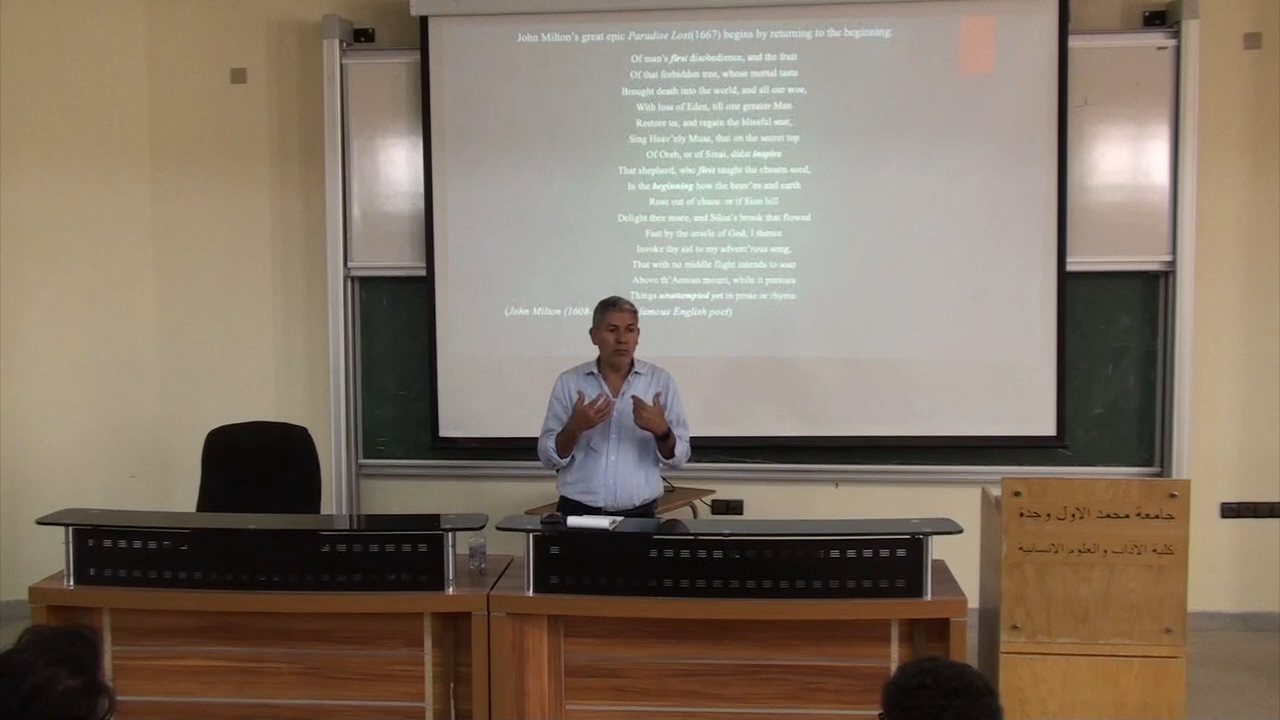 John Milton's great epic Paradise Lost(1667) begins by returning to the beginning:
Of man's first disobedience, and the fruit
Of that forbidden tree, whose mortal taste
Brought death into the world, and all our woe,
With loss of Eden, till one greater Man
Restore us, and regain the blissful seat,
Sing Heav'nly Muse, that on the secret top
Of Oreb, or of Sinai, didst inspire
That shepherd, who first taught the chosen seed,
In the beginning how the heav'ns and earth
Rose out of chaos: or if Sion hill
Delight thee more, and Siloa's brook that flowed
Fast by the oracle of God; I thence
Invoke thy aid to my advent'rous song,
That with no middle flight intends to soar
Above th'Aonian mount, while it pursues
Things unattempted yet in prose or rhyme
(John Milton (1608- famous English poet)
جامعة محمد الاول وجدة
كلية الاداب والعلوم الانسانية